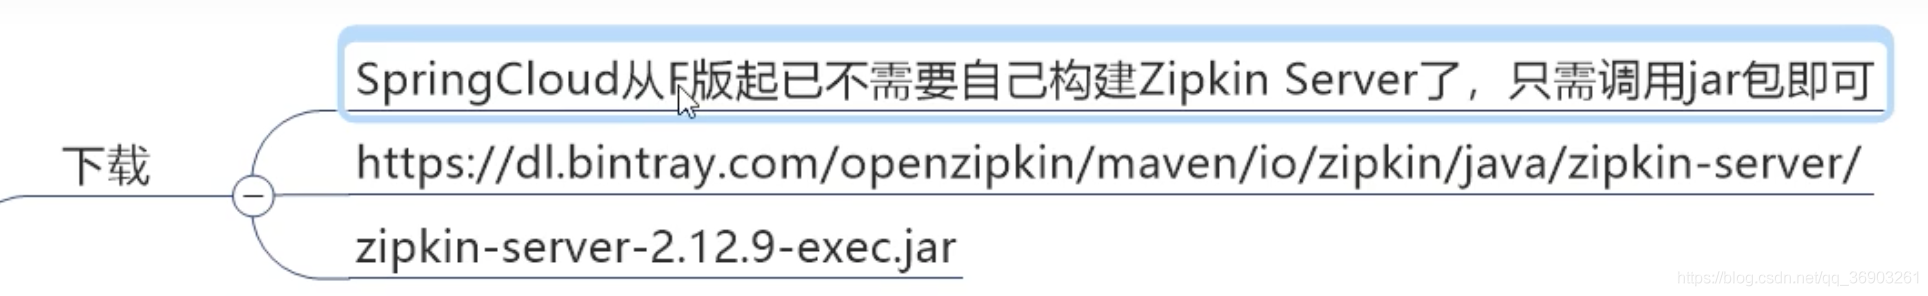 SpringCloud从F版起已不需要自己构建Zipkin Server了，只需调用jar包即可
下载
https://dl.bintray.com/openzipkin/maven/io/zipkin/java/zipkin-server/
zipkin-server-2.12.9-exec.jar
https://blog.csdn.net/qq_36903261